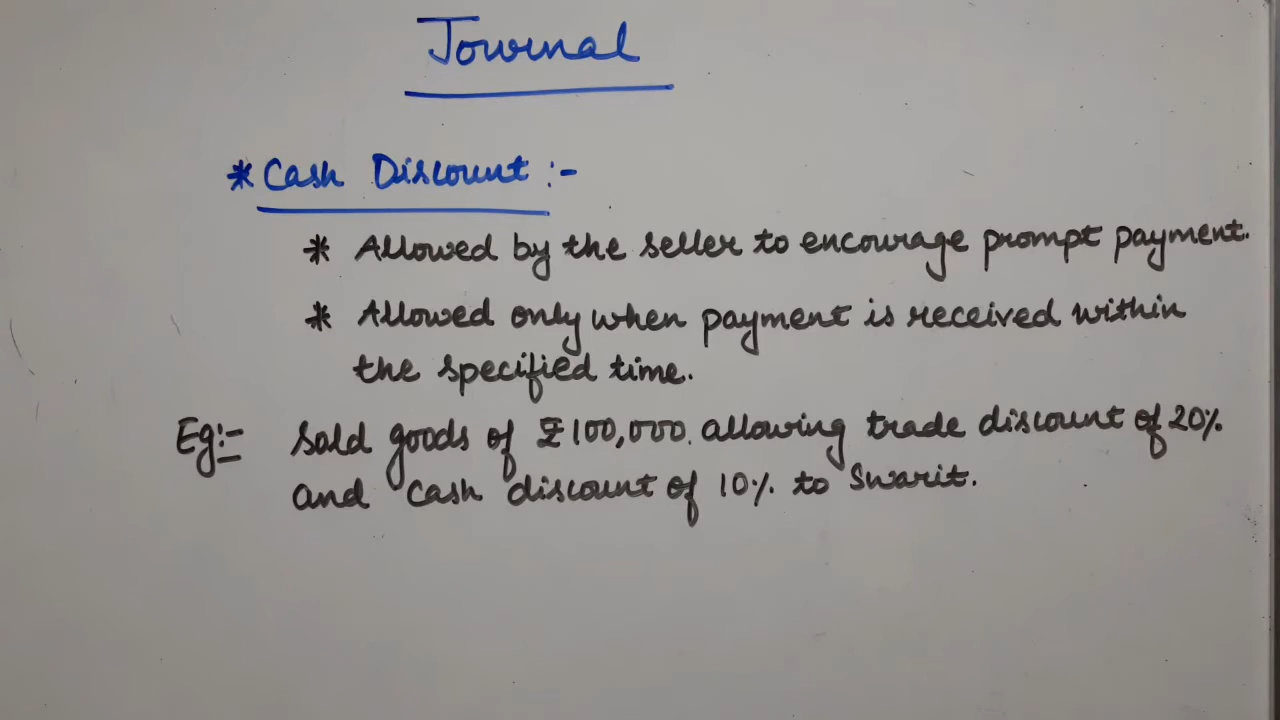 Journal
* Cash Discount :-
* Allowed by the seller to encourage prompt payment.
* Allowed only when payment is received within
the specified time.
Eg:- Sold goods of ₹100,000. allowing trade discount of 20%
and cash discount of 10% to Swarit.